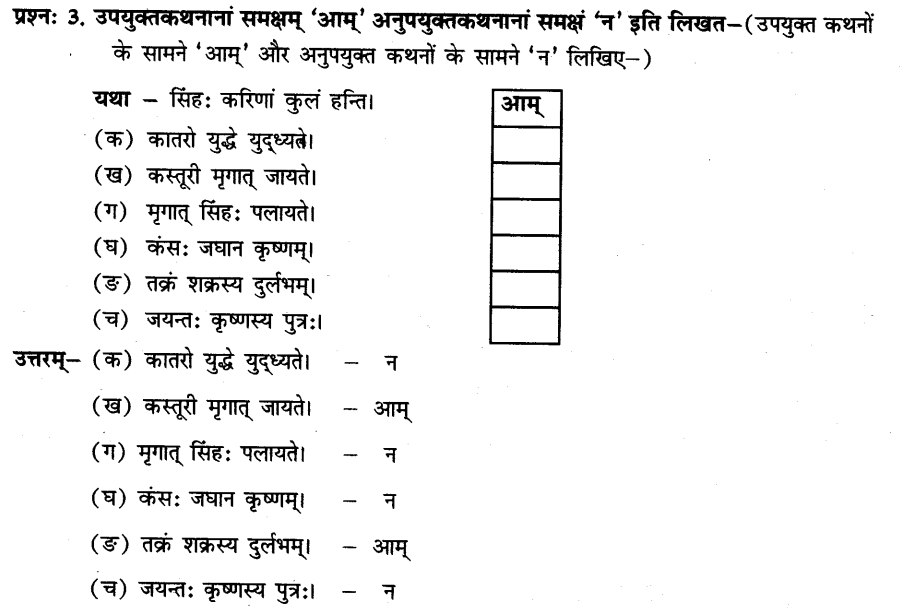 प्रश्न: 3. उपयुक्तकथनानां समक्षम् ‘आम्’ अनुपयुक्तकथनानां समक्षं ‘न’ इति लिखत–(उपयुक्त कथनों
के सामने ‘आम्’ और अनुपयुक्त कथनों के सामने ‘न’ लिखिए–)
यथा – सिंह: करिणां कुलं हन्ति। आम्
(क) कातरो युद्धे युद्ध्यते।
(ख) कस्तूरी मृगात् जायते।
(ग) मृगात् सिंह: पलायते।
(घ) कंस: जघान कृष्णम्।
(ङ) तक्रं शक्रस्य दुर्लभम्।
(च) जयन्त: कृष्णस्य पुत्र:।
उत्तरम्– (क) कातरो युद्धे युद्ध्यते। – न
(ख) कस्तूरी मृगात् जायते। – आम्
(ग) मृगात् सिंह: पलायते। – न
(घ) कंस: जघान कृष्णम्। – न
(ङ) तक्रं शक्रस्य दुर्लभम्। – आम्
(च) जयन्त: कृष्णस्य पुत्र:। – न